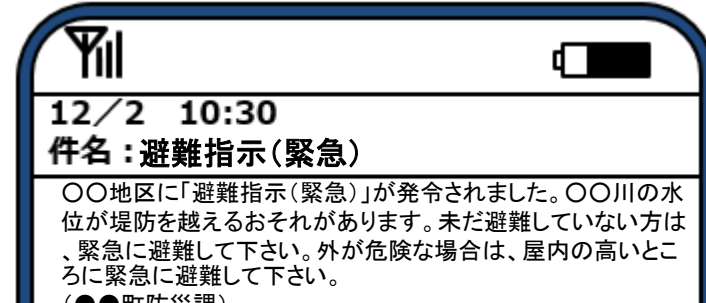 12／2　10:30
件名：避難指示（緊急）
〇〇地区に「避難指示（緊急）」が発令されました。〇〇川の水
位が堤防を越えるおそれがあります。未だ避難していない方は
、緊急に避難して下さい。外が危険な場合は、屋内の高いとこ
ろに緊急に避難して下さい。
（●●町防災課）